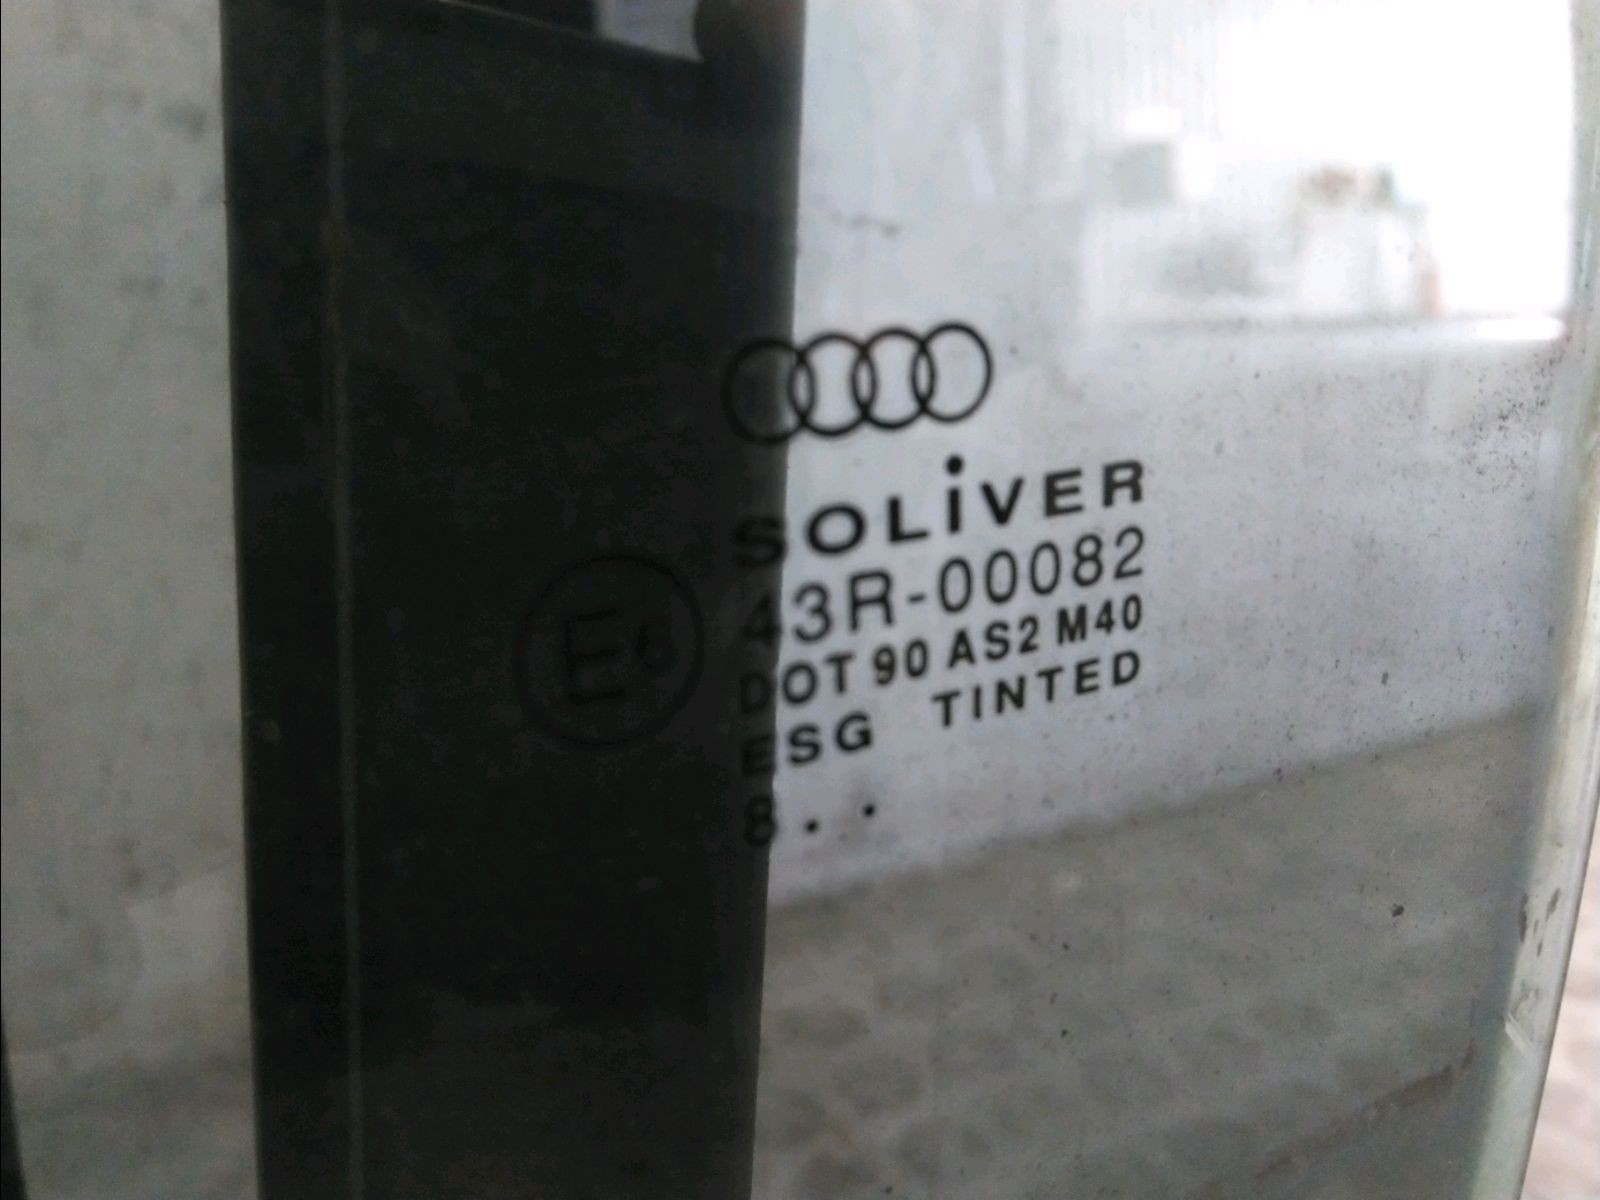 SOLiVER
43R-00082
E6
DOT 90 AS2 M40
ESG TINTED
8 . .